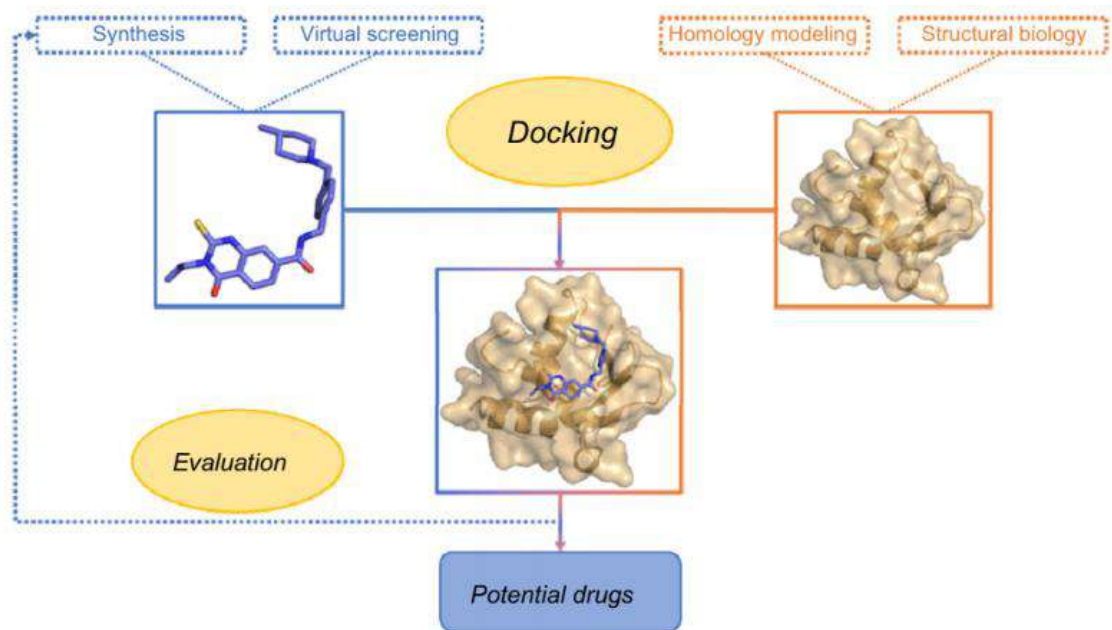 Synthesis
Virtual screening
Homology modeling
Structural biology
Docking
Evaluation
Potential drugs